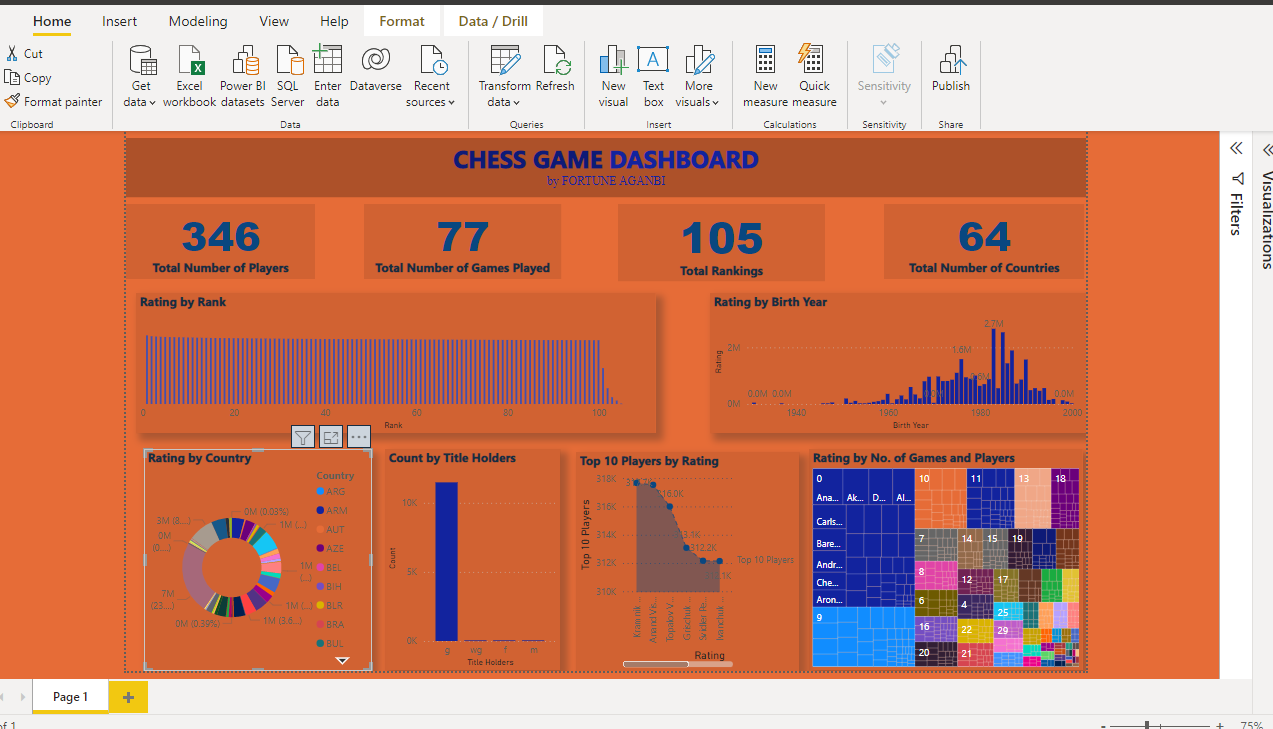 Home Insert Modeling View Help Format Data / Drill
Cut
Copy
Format painter
Clipboard
Get data
Excel workbook
Power BI datasets
SQL Server
Enter data
Dataverse
Recent sources
Data
Transform data
Refresh
Queries
New visual
Text box
More visuals
Insert
New measure
Quick measure
Calculations
Sensitivity
Sensitivity
Publish
Share
CHESS GAME DASHBOARD
by FORTUNE AGANBI
346
Total Number of Players
77
Total Number of Games Played
105
Total Rankings
64
Total Number of Countries
Filters
Visualizations
Rating by Rank
0 20 40 60 80 100
Rank
Rating by Birth Year
Rating
2M
0M
0.0M 0.0M
1.6M
2.7M
0.0M
1940 1960 1980 2000
Birth Year
Rating by Country
Country
ARG
ARM
AUT
AZE
BEL
BIH
BLR
BRA
BUL
0M (0.03%)
1M (...)
1M
(...)
1M (...)
1M (3.6...)
0M (0.39%)
7M
(23....)
0M
(0....)
3M (8....)
Count by Title Holders
Count
10K
5K
0K
g wg f m
Title Holders
Top 10 Players by Rating
Top 10 Players
318K
316K
314K
312K
310K
316.0K
312.2K
Top 10 Players
Kramnik...
Anand Vis...
Topalov V...
Grischuk...
Svidler Pe...
Ivanchuk...
Rating
Rating by No. of Games and Players
0
Ana... Ak... D... Al...
Carls...
Bare...
Andr...
Che...
Aron...
9
10 11 13 18
7 14 15 19
8 12 17
6 4 25
16 22 29
20 21
Page 1
of 1
75%